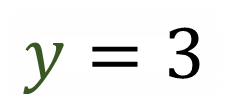 y = 3